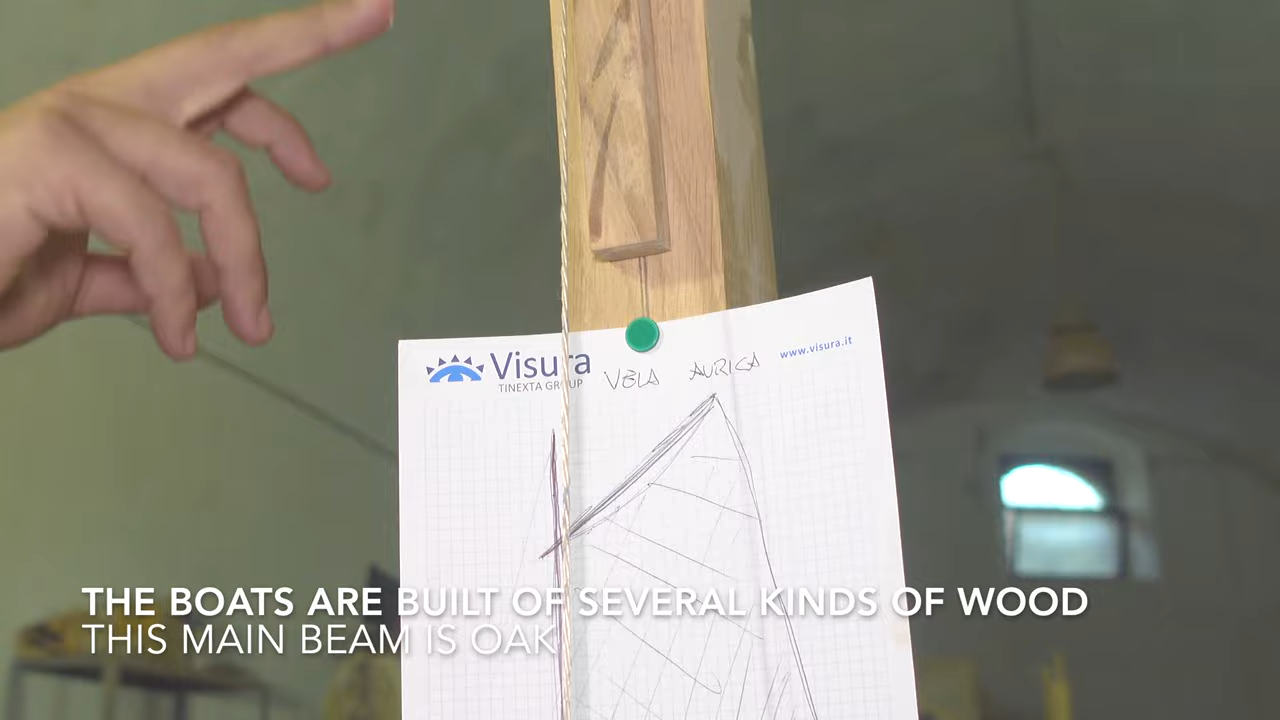 Visura
TINEXTA GROUP
VELA AURICA
www.visura.it
THE BOATS ARE BUILT OF SEVERAL KINDS OF WOOD
THIS MAIN BEAM IS OAK